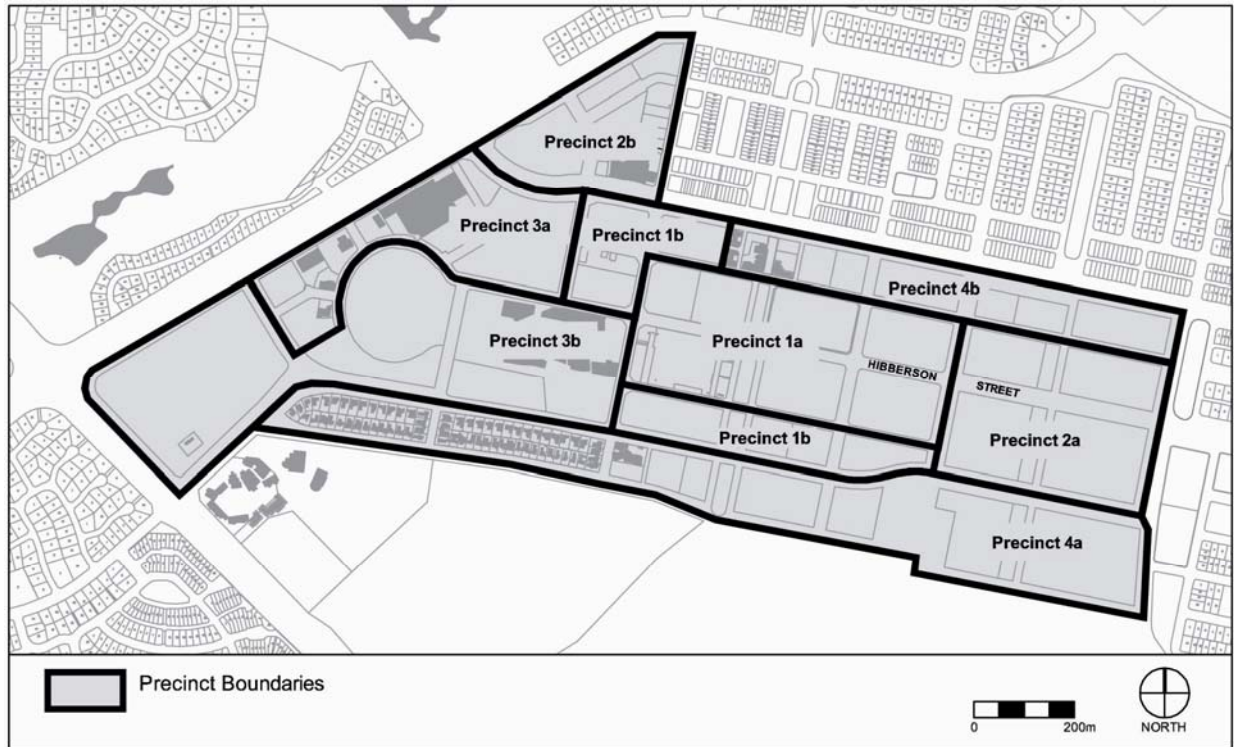 Precinct 2b
Precinct 3a
Precinct 1b
Precinct 4b
Precinct 3b
Precinct 1a
HIBBERSON
STREET
Precinct 1b
Precinct 2a
Precinct 4a
Precinct Boundaries
0
200m
NORTH